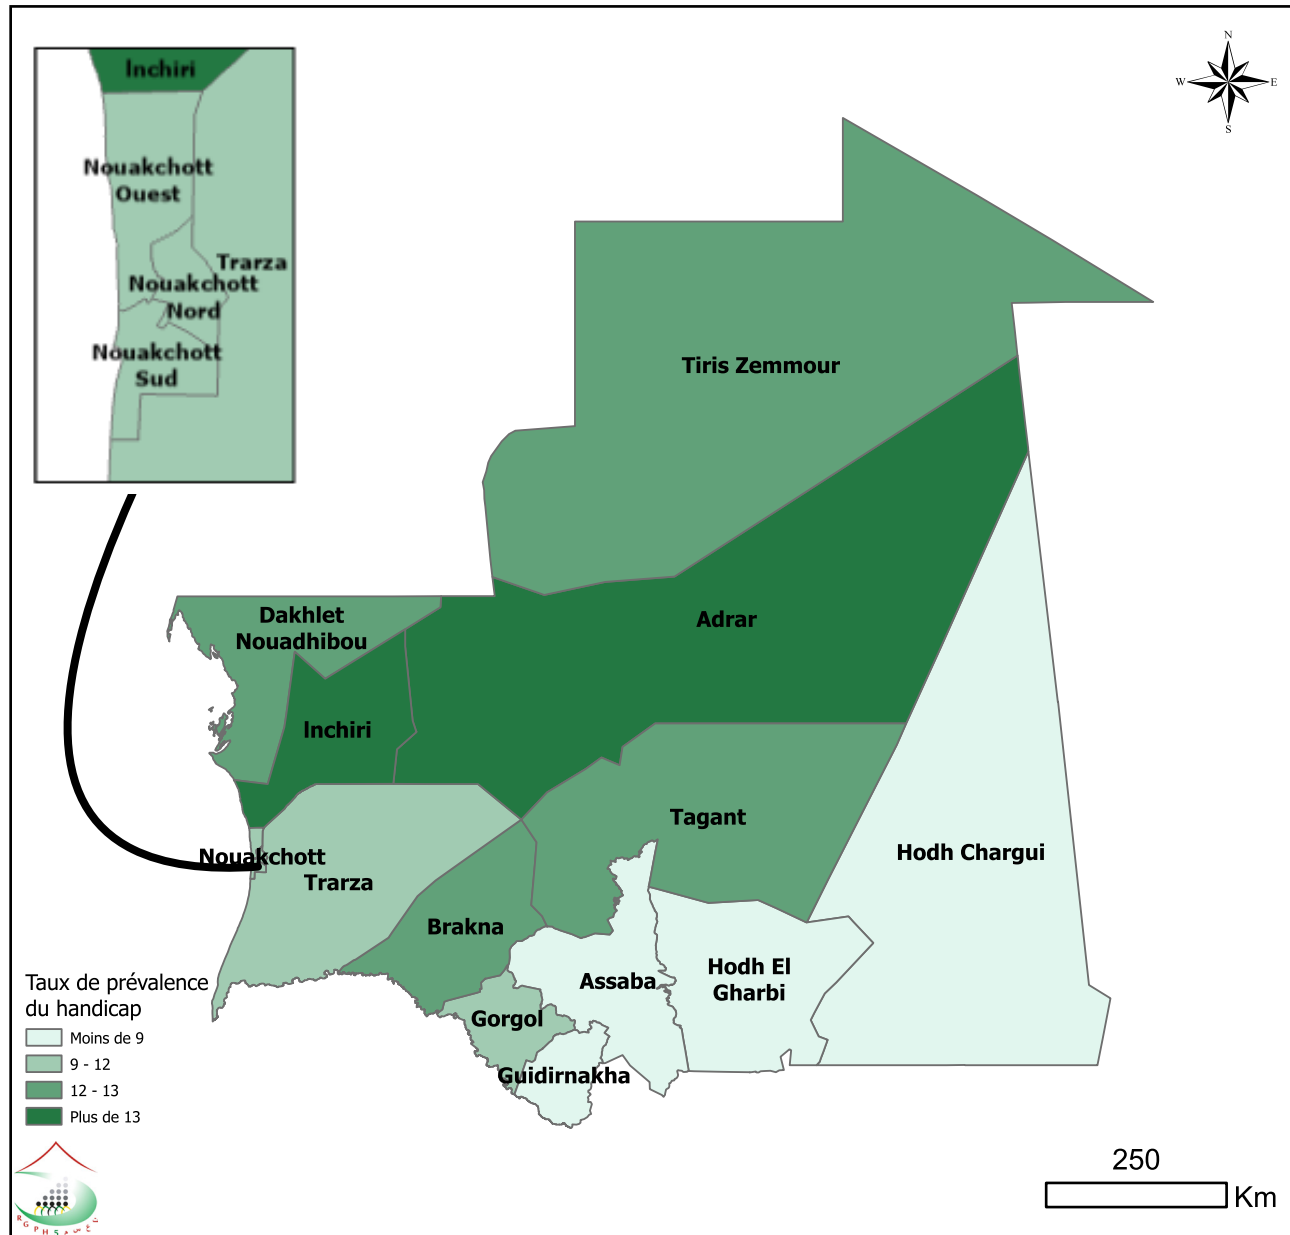 Inchiri
Nouakchott
Ouest
Trarza
Nouakchott
Nord
Nouakchott
Sud
N
W
E
S
Tiris Zemmour
Dakhlet
Nouadhibou
Adrar
Inchiri
Tagant
Hodh Chargui
Nouakchott
Trarza
Brakna
Assaba
Hodh El
Gharbi
Gorgol
Guidirnakha
Taux de prévalence
du handicap
Moins de 9
9 - 12
12 - 13
Plus de 13
RGPH5
250
Km